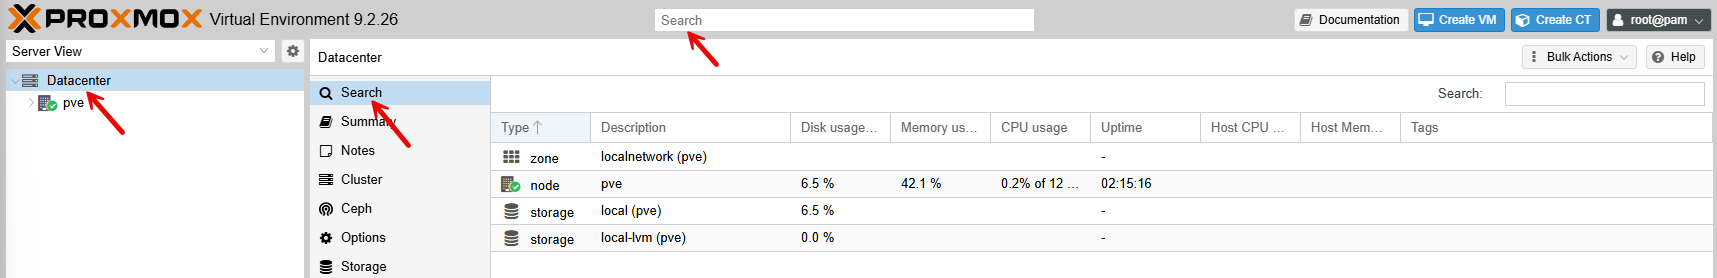 PROXMOX Virtual Environment 9.2.26 Search Documentation Create VM Create CT root@pam
Server View
Datacenter
pve
Datacenter Bulk Actions Help
Search
Summary
Notes
Cluster
Ceph
Options
Storage
Search:
Type Description Disk usage... Memory us... CPU usage Uptime Host CPU ... Host Mem... Tags
zone localnetwork (pve) -
node pve 6.5 % 42.1 % 0.2% of 12 ... 02:15:16
storage local (pve) 6.5 % -
storage local-lvm (pve) 0.0 % -